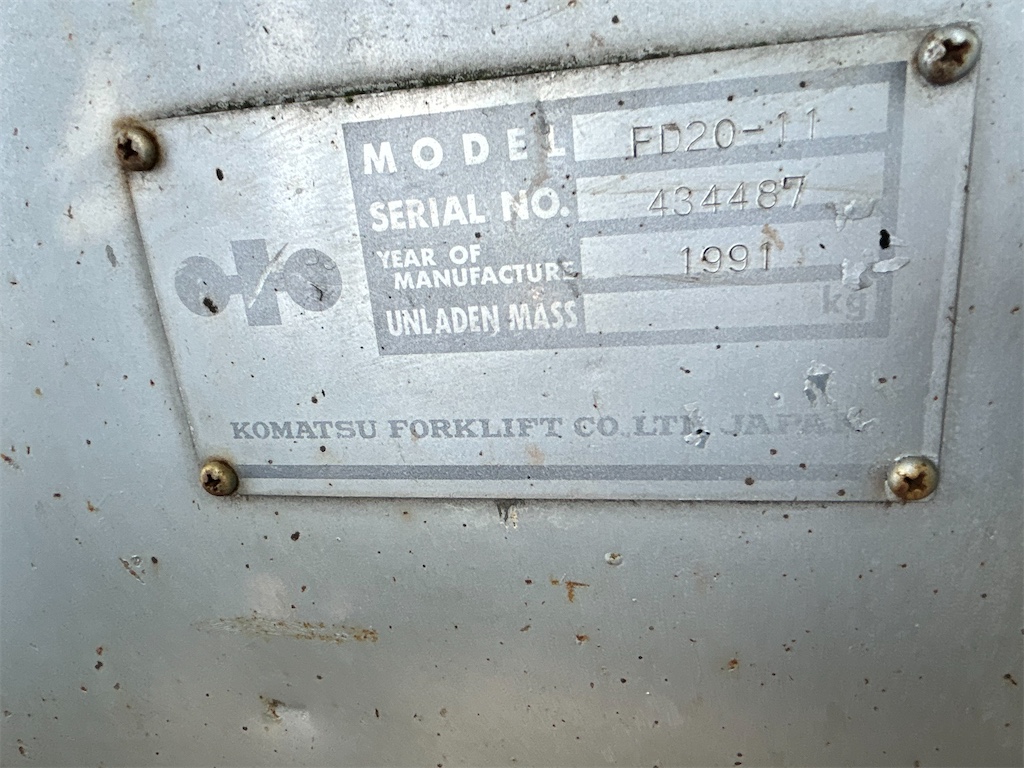 MODEL FD20-11
SERIAL NO. 434487
YEAR OF MANUFACTURE 1991
UNLADEN MASS kg
KOMATSU FORKLIFT CO.,LTD. JAPAN